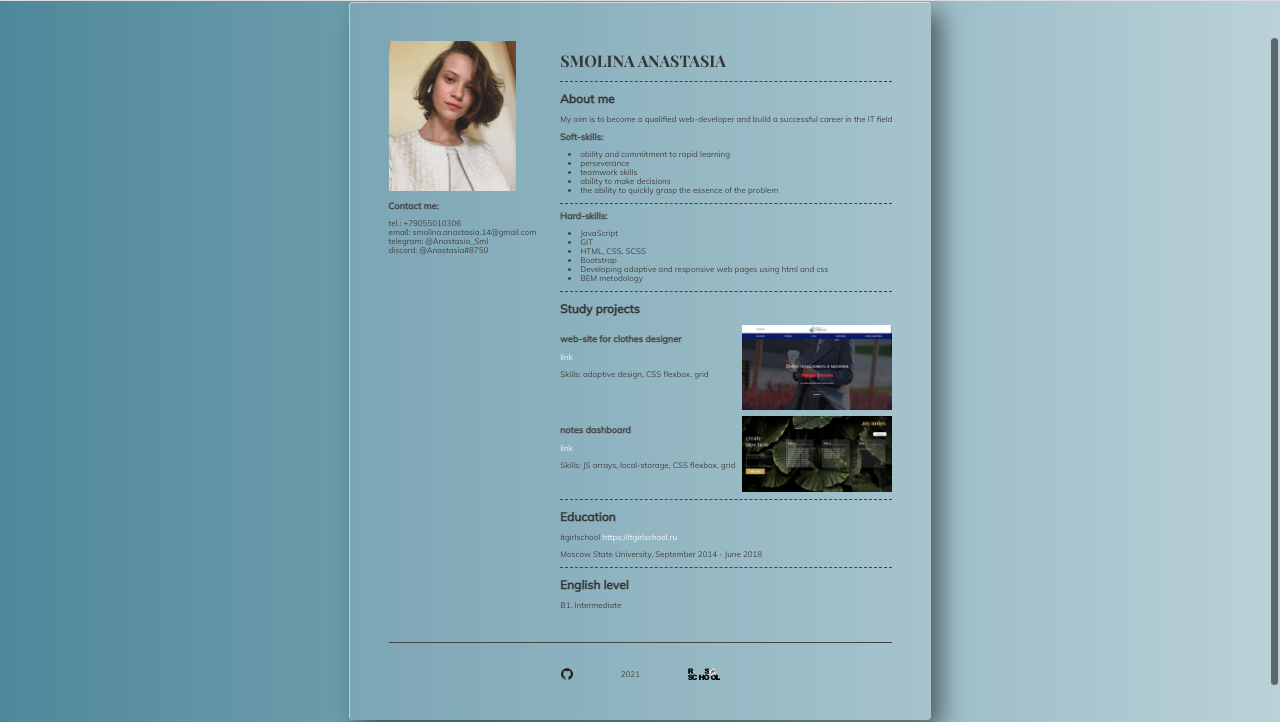 SMOLINA ANASTASIA
About me
My aim is to become a qualified web-developer and build a successful career in the IT field
Soft-skills:
ability and commitment to rapid learning
perseverance
teamwork skills
ability to make decisions
the ability to quickly grasp the essence of the problem
Contact me:
tel.: +79055010306
email: smolina.anastasia.14@gmail.com
telegram: @Anastasia_Sml
discord: @Anastasia#8750
Hard-skills:
JavaScript
GIT
HTML, CSS, SCSS
Bootstrap
Developing adaptive and responsive web pages using html and css
BEM metodology
Study projects
web-site for clothes designer
link
Skills: adaptive design, CSS flexbox, grid
notes dashboard
link
Skills: JS arrays, local-storage, CSS flexbox, grid
.my notes
create
new note
Education
itgirlschool https://itgirlschool.ru
Moscow State University, September 2014 - June 2018
English level
B1, Intermediate
2021
RS
SCHOOL